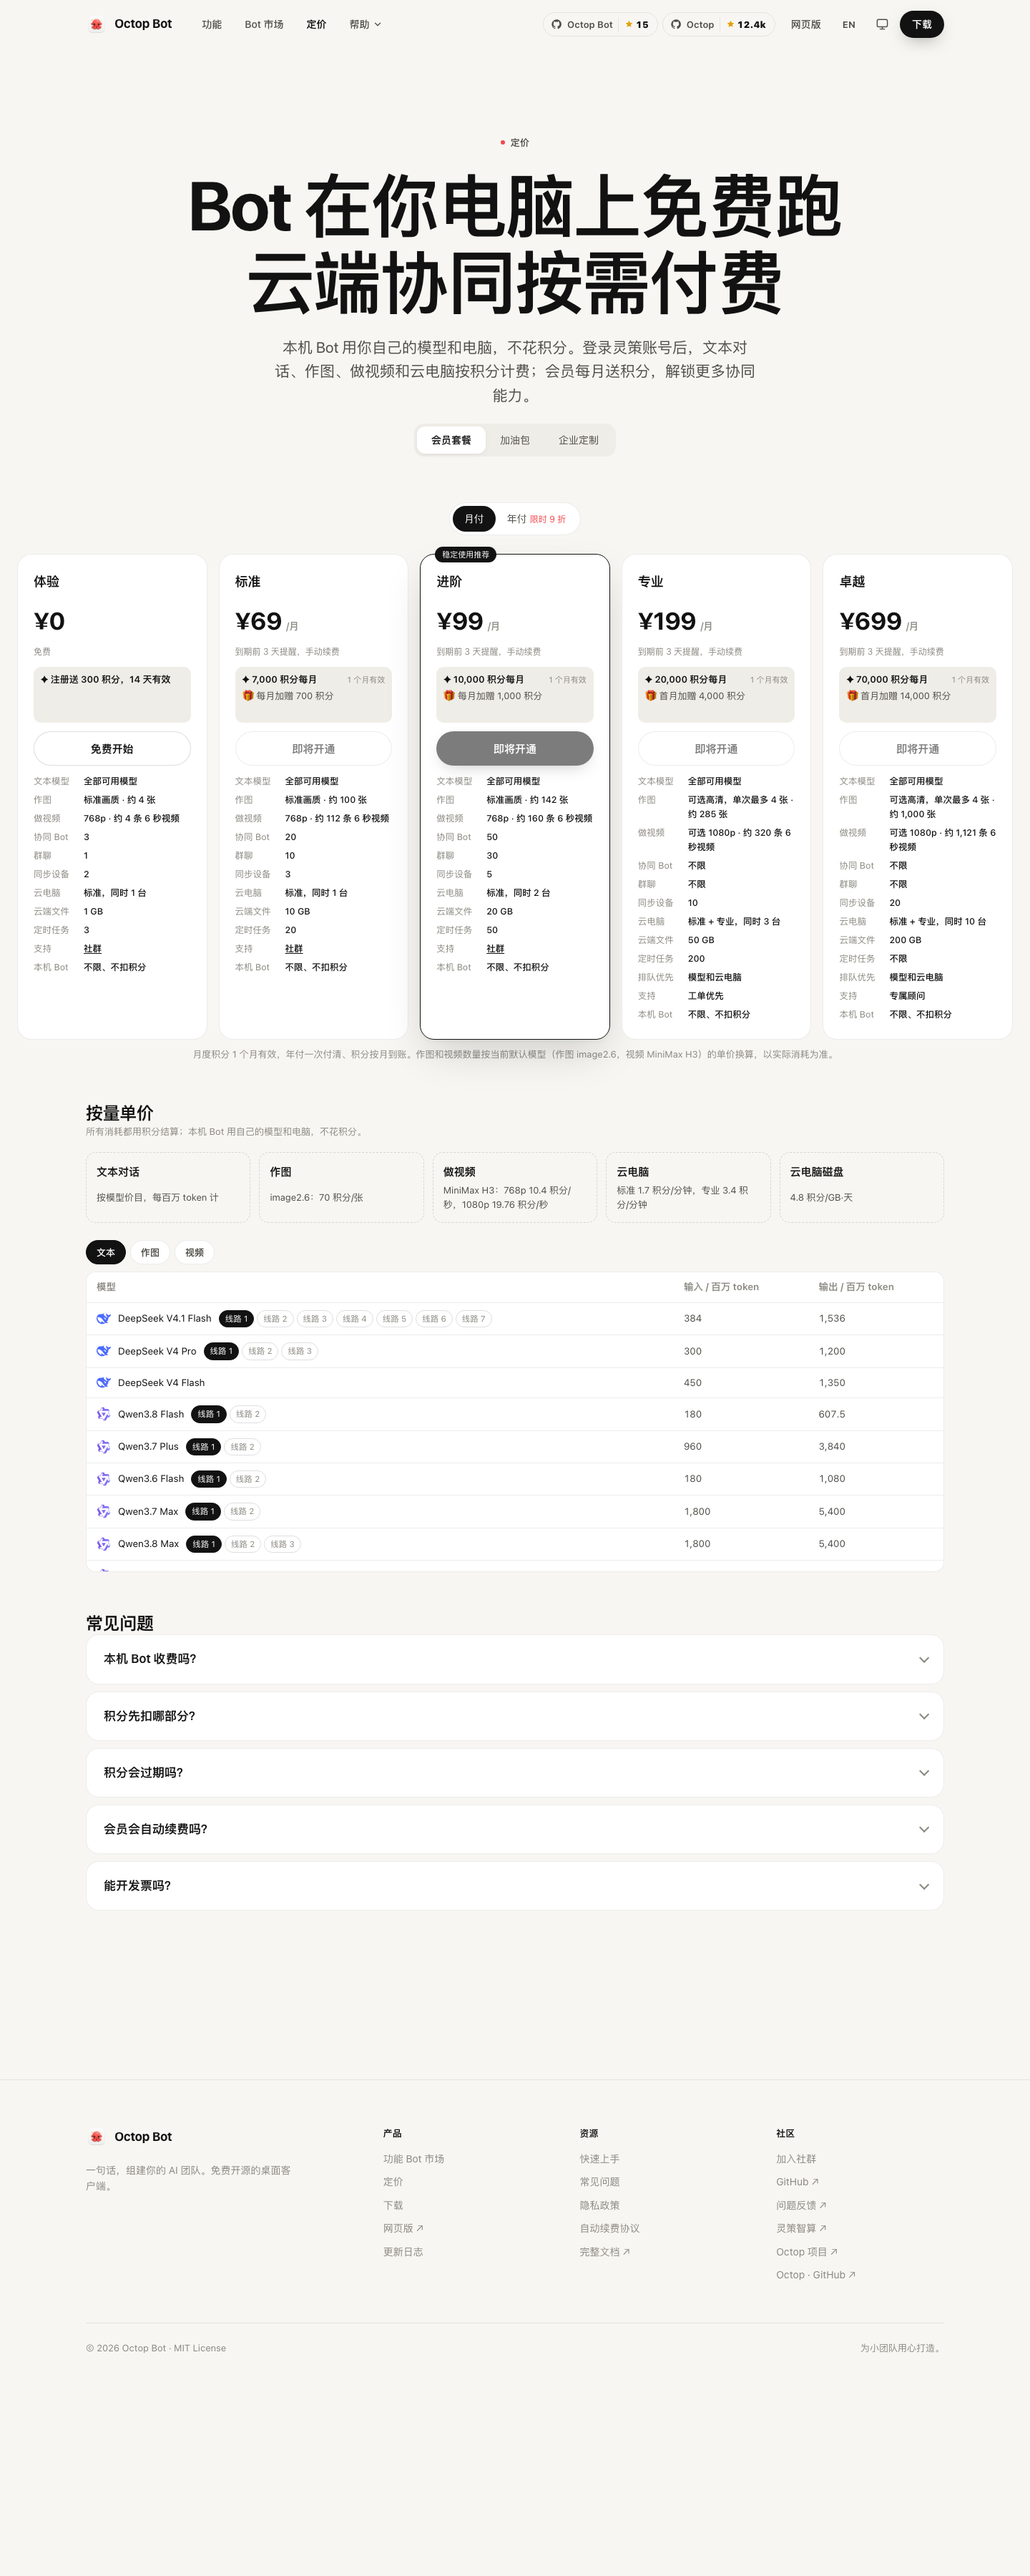 Octop Bot 功能 Bot 市场 定价 帮助 Octop Bot ★ 15 Octop ★ 12.4k 网页版 EN 下载
定价
Bot 在你电脑上免费跑
云端协同按需付费
本机 Bot 用你自己的模型和电脑，不花积分。登录灵策账号后，文本对
话、作图、做视频和云电脑按积分计费；会员每月送积分，解锁更多协同
能力。
会员套餐 加油包 企业定制
月付 年付 限时 9 折
体验
¥0
免费
✦ 注册送 300 积分，14 天有效
免费开始
文本模型 全部可用模型
作图 标准画质 · 约 4 张
做视频 768p · 约 4 条 6 秒视频
协同 Bot 3
群聊 1
同步设备 2
云电脑 标准，同时 1 台
云端文件 1 GB
定时任务 3
支持 社群
本机 Bot 不限、不扣积分
标准
¥69 /月
到期前 3 天提醒，手动续费
✦ 7,000 积分每月 1 个月有效
🎁 每月加赠 700 积分
即将开通
文本模型 全部可用模型
作图 标准画质 · 约 100 张
做视频 768p · 约 112 条 6 秒视频
协同 Bot 20
群聊 10
同步设备 3
云电脑 标准，同时 1 台
云端文件 10 GB
定时任务 20
支持 社群
本机 Bot 不限、不扣积分
稳定使用推荐
进阶
¥99 /月
到期前 3 天提醒，手动续费
✦ 10,000 积分每月 1 个月有效
🎁 每月加赠 1,000 积分
即将开通
文本模型 全部可用模型
作图 标准画质 · 约 142 张
做视频 768p · 约 160 条 6 秒视频
协同 Bot 50
群聊 30
同步设备 5
云电脑 标准，同时 2 台
云端文件 20 GB
定时任务 50
支持 社群
本机 Bot 不限、不扣积分
专业
¥199 /月
到期前 3 天提醒，手动续费
✦ 20,000 积分每月 1 个月有效
🎁 首月加赠 4,000 积分
即将开通
文本模型 全部可用模型
作图 可选高清，单次最多 4 张 ·
约 285 张
做视频 可选 1080p · 约 320 条 6
秒视频
协同 Bot 不限
群聊 不限
同步设备 10
云电脑 标准 + 专业，同时 3 台
云端文件 50 GB
定时任务 200
排队优先 模型和云电脑
支持 工单优先
本机 Bot 不限、不扣积分
卓越
¥699 /月
到期前 3 天提醒，手动续费
✦ 70,000 积分每月 1 个月有效
🎁 首月加赠 14,000 积分
即将开通
文本模型 全部可用模型
作图 可选高清，单次最多 4 张 ·
约 1,000 张
做视频 可选 1080p · 约 1,121 条 6
秒视频
协同 Bot 不限
群聊 不限
同步设备 20
云电脑 标准 + 专业，同时 10 台
云端文件 200 GB
定时任务 不限
排队优先 模型和云电脑
支持 专属顾问
本机 Bot 不限、不扣积分
月度积分 1 个月有效，年付一次付清、积分按月到账。作图和视频数量按当前默认模型（作图 image2.6，视频 MiniMax H3）的单价换算，以实际消耗为准。
按量单价
所有消耗都用积分结算；本机 Bot 用自己的模型和电脑，不花积分。
文本对话
按模型价目，每百万 token 计
作图
image2.6：70 积分/张
做视频
MiniMax H3：768p 10.4 积分/
秒，1080p 19.76 积分/秒
云电脑
标准 1.7 积分/分钟，专业 3.4 积
分/分钟
云电脑磁盘
4.8 积分/GB·天
文本 作图 视频
模型 输入 / 百万 token 输出 / 百万 token
DeepSeek V4.1 Flash 线路 1 线路 2 线路 3 线路 4 线路 5 线路 6 线路 7 384 1,536
DeepSeek V4 Pro 线路 1 线路 2 线路 3 300 1,200
DeepSeek V4 Flash 450 1,350
Qwen3.8 Flash 线路 1 线路 2 180 607.5
Qwen3.7 Plus 线路 1 线路 2 960 3,840
Qwen3.6 Flash 线路 1 线路 2 180 1,080
Qwen3.7 Max 线路 1 线路 2 1,800 5,400
Qwen3.8 Max 线路 1 线路 2 线路 3 1,800 5,400
常见问题
本机 Bot 收费吗?
积分先扣哪部分?
积分会过期吗?
会员会自动续费吗?
能开发票吗?
Octop Bot
一句话，组建你的 AI 团队。免费开源的桌面客
户端。
产品
功能 Bot 市场
定价
下载
网页版 ↗
更新日志
资源
快速上手
常见问题
隐私政策
自动续费协议
完整文档 ↗
社区
加入社群
GitHub ↗
问题反馈 ↗
灵策智算 ↗
Octop 项目 ↗
Octop · GitHub ↗
© 2026 Octop Bot · MIT License
为小团队用心打造。